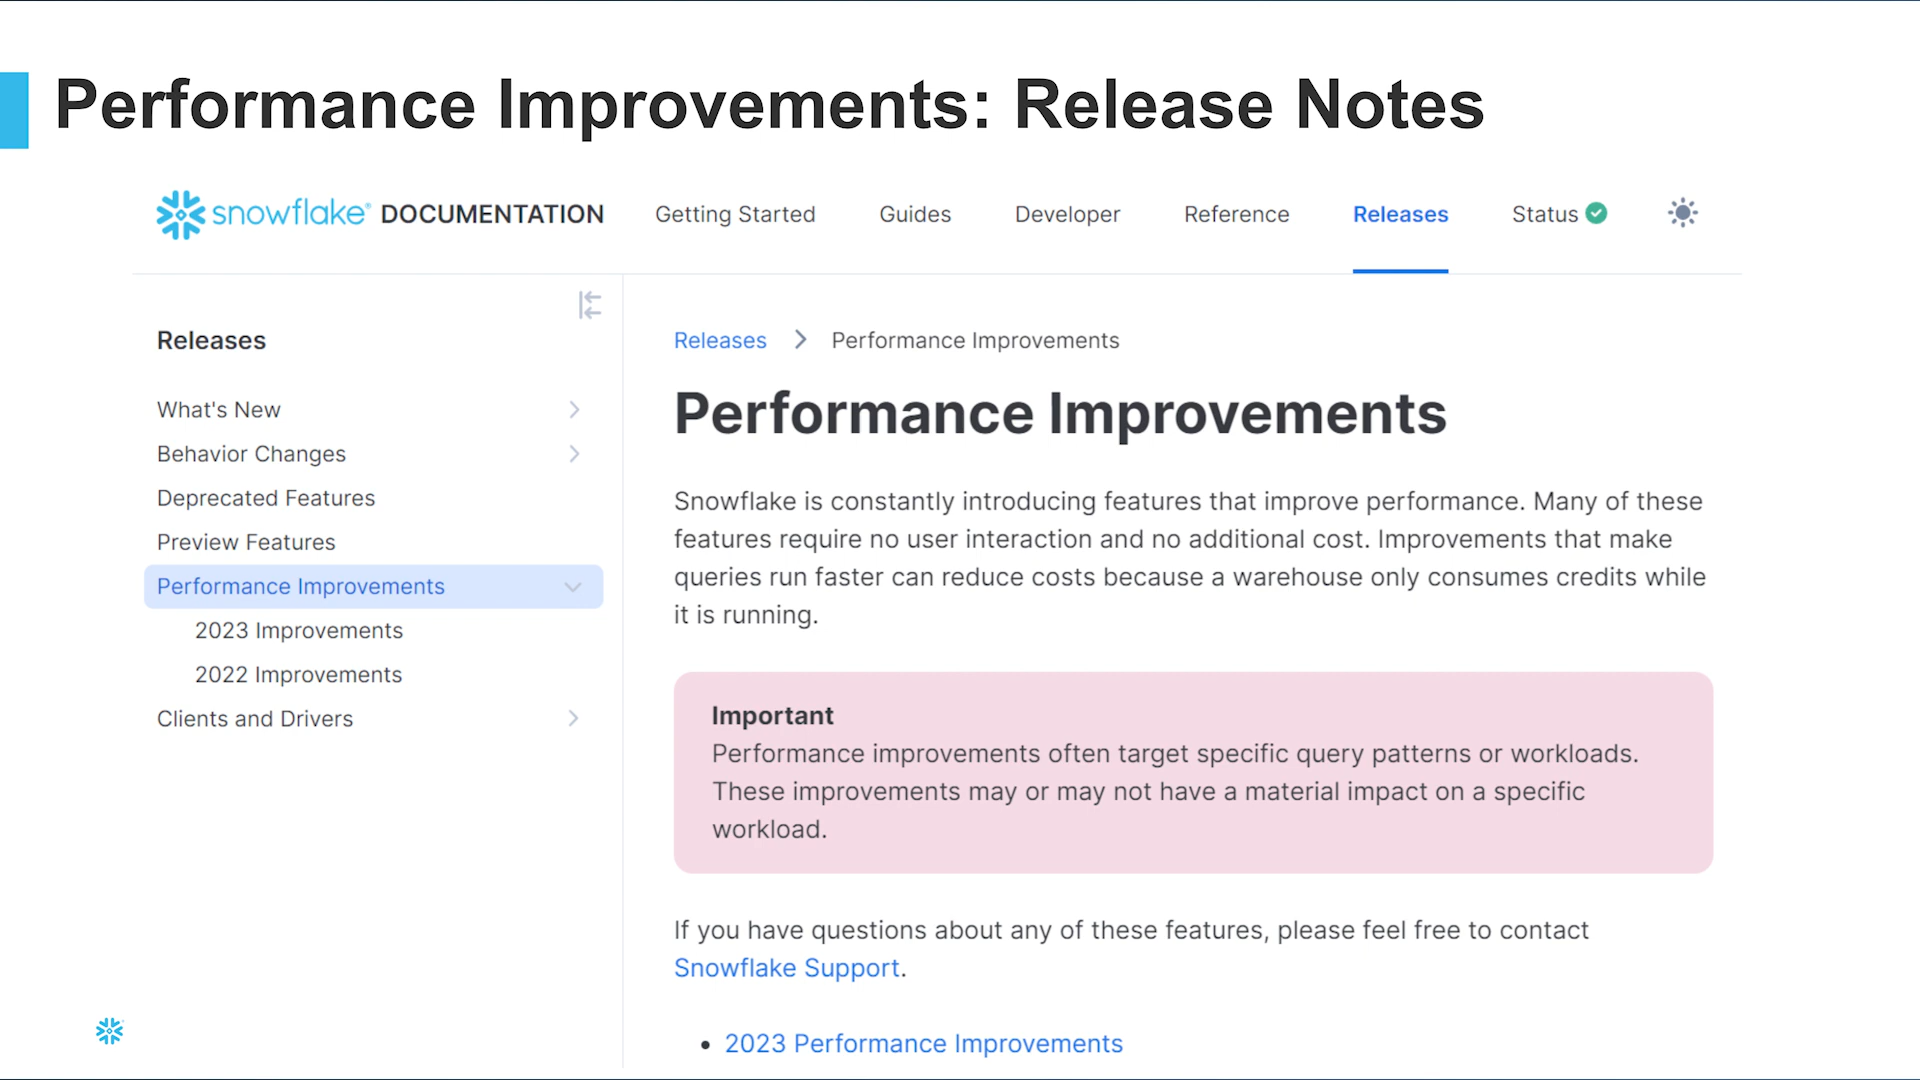 Performance Improvements: Release Notes
snowflake® DOCUMENTATION
Getting Started
Guides
Developer
Reference
Releases
Status
Releases
What's New
Behavior Changes
Deprecated Features
Preview Features
Performance Improvements
2023 Improvements
2022 Improvements
Clients and Drivers
Releases > Performance Improvements
Performance Improvements
Snowflake is constantly introducing features that improve performance. Many of these
features require no user interaction and no additional cost. Improvements that make
queries run faster can reduce costs because a warehouse only consumes credits while
it is running.
Important
Performance improvements often target specific query patterns or workloads.
These improvements may or may not have a material impact on a specific
workload.
If you have questions about any of these features, please feel free to contact
Snowflake Support.
• 2023 Performance Improvements